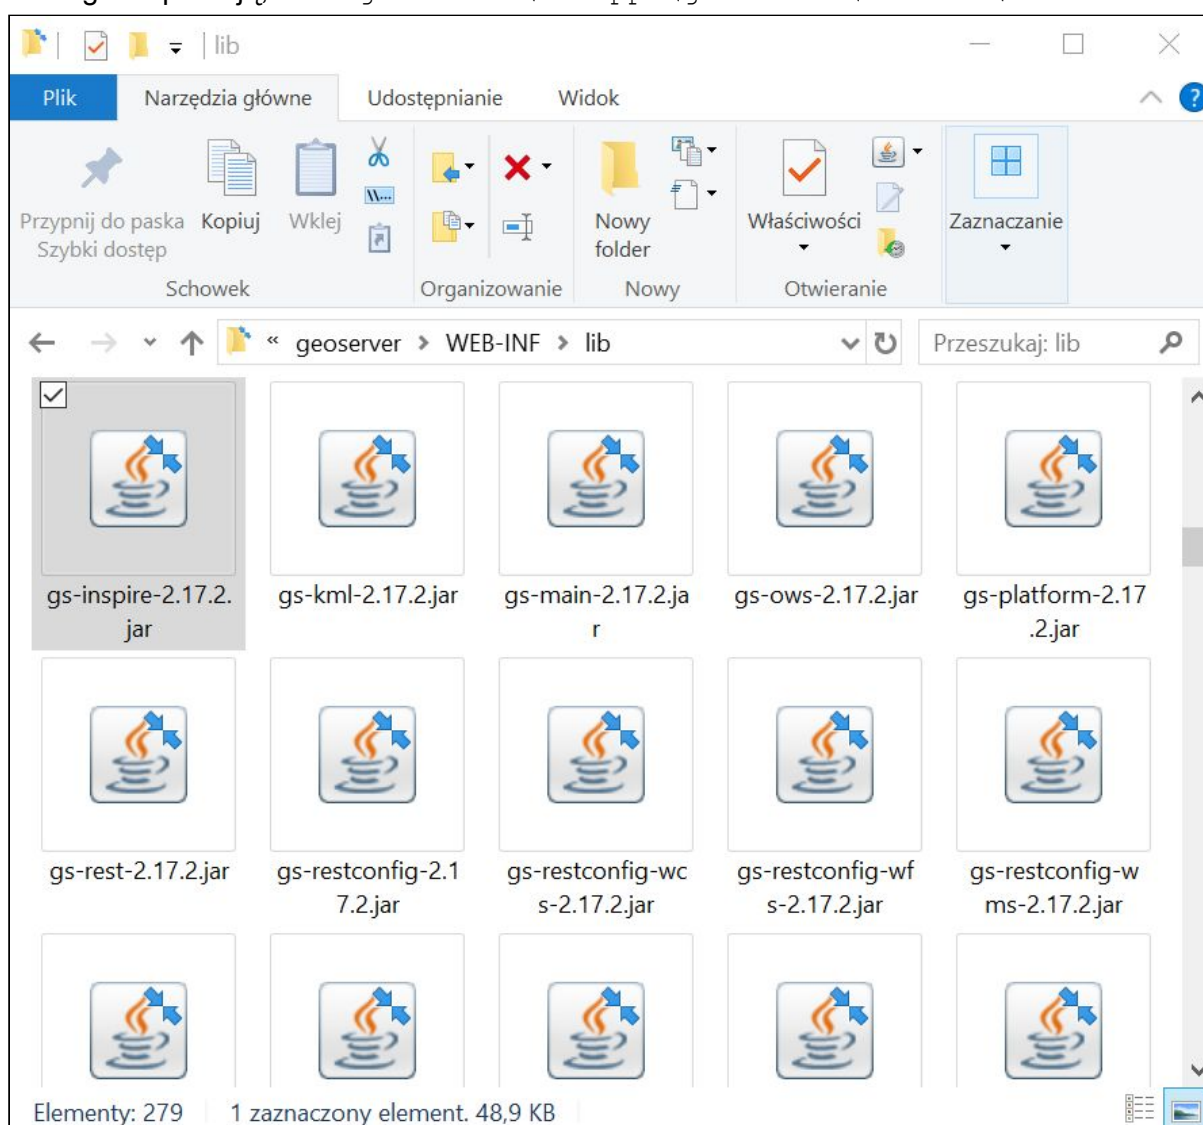 lib
Plik Narzędzia główne Udostępnianie Widok
Przypnij do paska
Szybki dostęp
Kopiuj
Wklej
Nowy
folder
Właściwości
Zaznaczanie
Schowek Organizowanie Nowy Otwieranie
« geoserver > WEB-INF > lib
Przeszukaj: lib
gs-inspire-2.17.2.
jar
gs-kml-2.17.2.jar
gs-main-2.17.2.ja
r
gs-ows-2.17.2.jar
gs-platform-2.17
.2.jar
gs-rest-2.17.2.jar
gs-restconfig-2.1
7.2.jar
gs-restconfig-wc
s-2.17.2.jar
gs-restconfig-wf
s-2.17.2.jar
gs-restconfig-w
ms-2.17.2.jar
Elementy: 279 1 zaznaczony element. 48,9 KB